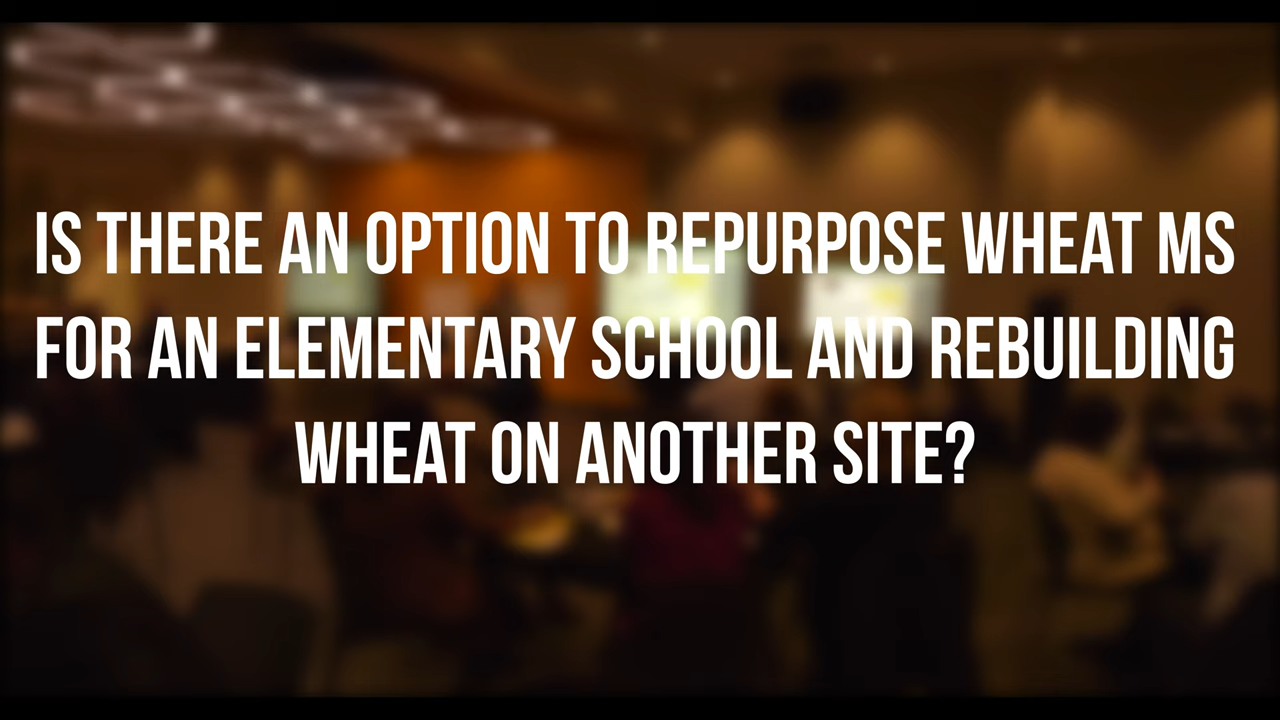 IS THERE AN OPTION TO REPURPOSE WHEAT MS
FOR AN ELEMENTARY SCHOOL AND REBUILDING
WHEAT ON ANOTHER SITE?